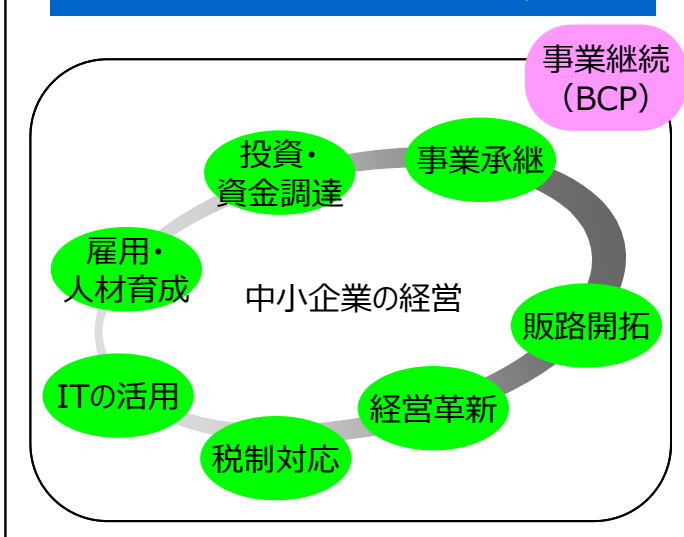 事業継続
（BCP）
投資・
資金調達
事業承継
雇用・
人材育成
中小企業の経営
販路開拓
ITの活用
経営革新
税制対応